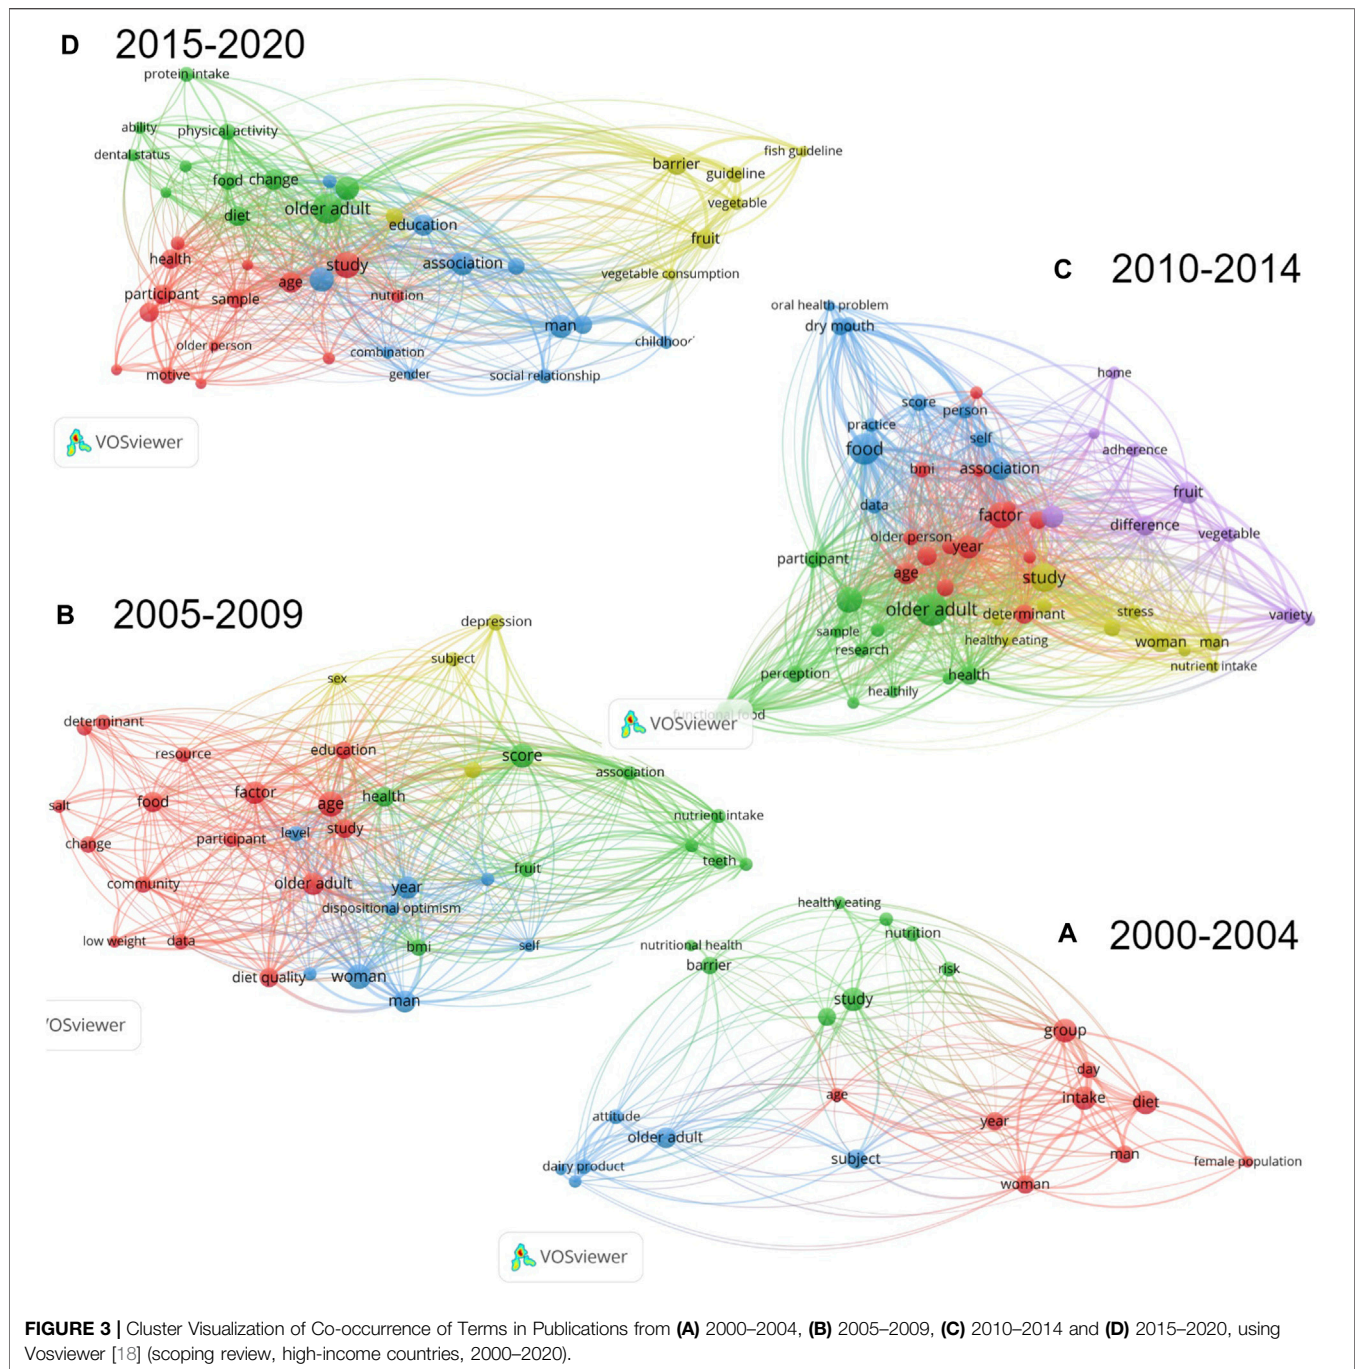 D 2015-2020
protein intake
ability
physical activity
dental status
food change
diet
older adult
education
barrier
fish guideline
guideline
vegetable
fruit
vegetable consumption
health
study
association
age
participant
sample
nutrition
man
older person
combination
childhood
motive
gender
social relationship
VOSviewer
C 2010-2014
oral health problem
dry mouth
home
score
person
practice
self
food
adherence
bmi
association
fruit
data
factor
difference
vegetable
older person
year
participant
age
study
older adult
determinant
stress
variety
sample
healthy eating
woman
man
research
nutrient intake
perception
health
healthily
functional food
VOSviewer
B 2005-2009
depression
subject
sex
determinant
resource
education
score
association
salt
food
factor
age
health
nutrient intake
change
participant
level
study
teeth
community
older adult
year
fruit
dispositional optimism
low weight
data
bmi
self
diet quality
woman
man
VOSviewer
A 2000-2004
healthy eating
nutrition
nutritional health
barrier
risk
study
group
day
age
intake
diet
attitude
year
older adult
dairy product
subject
man
female population
woman
VOSviewer
FIGURE 3 | Cluster Visualization of Co-occurrence of Terms in Publications from (A) 2000–2004, (B) 2005–2009, (C) 2010–2014 and (D) 2015–2020, using
Vosviewer [18] (scoping review, high-income countries, 2000–2020).